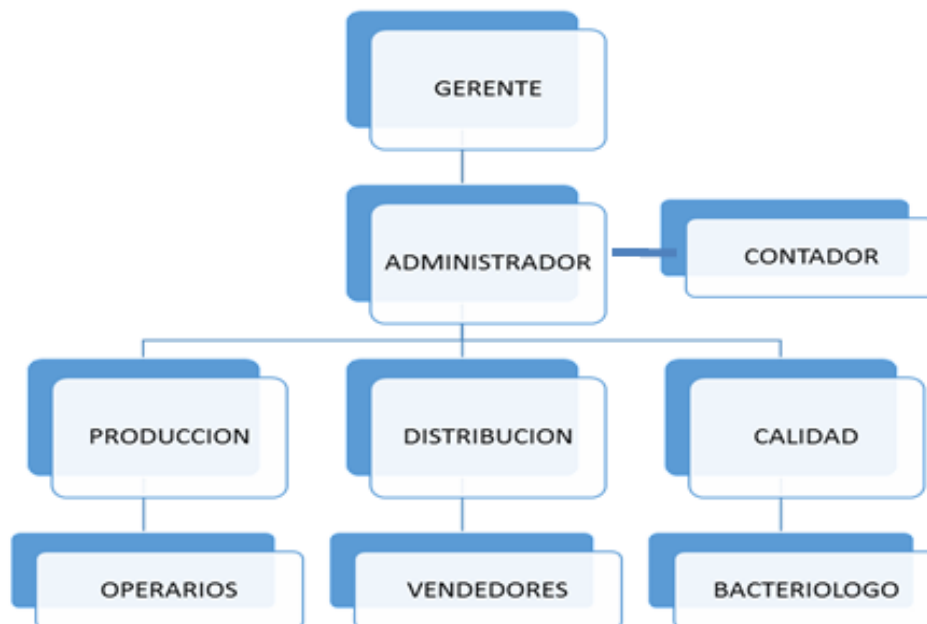 GERENTE
ADMINISTRADOR
CONTADOR
PRODUCCION
DISTRIBUCION
CALIDAD
OPERARIOS
VENDEDORES
BACTERIOLOGO